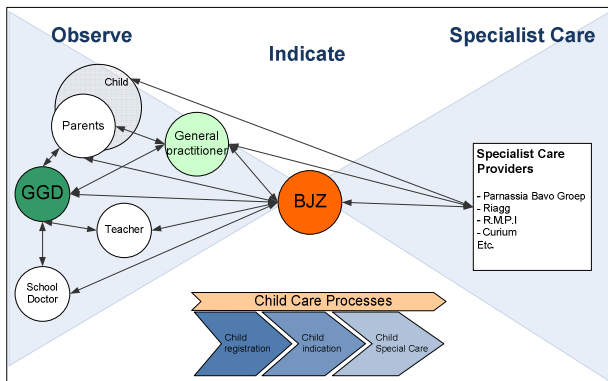 Observe
Indicate
Specialist Care
Child
Parents
General
practitioner
GGD
BJZ
Teacher
School
Doctor
Specialist Care
Providers
- Parnassia Bavo Groep
- Riagg
- R.M.P.I
- Curium
Etc.
Child Care Processes
Child
registration
Child
indication
Child
Special Care